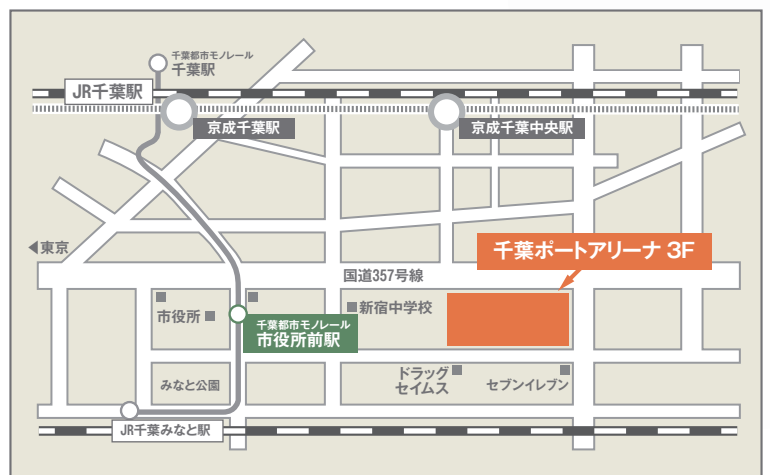 千葉都市モノレール
千葉駅
JR千葉駅
京成千葉駅
京成千葉中央駅
◀東京
千葉ポートアリーナ 3F
国道357号線
市役所
新宿中学校
千葉都市モノレール
市役所前駅
みなと公園
ドラッグ
セイムス
セブンイレブン
JR千葉みなと駅